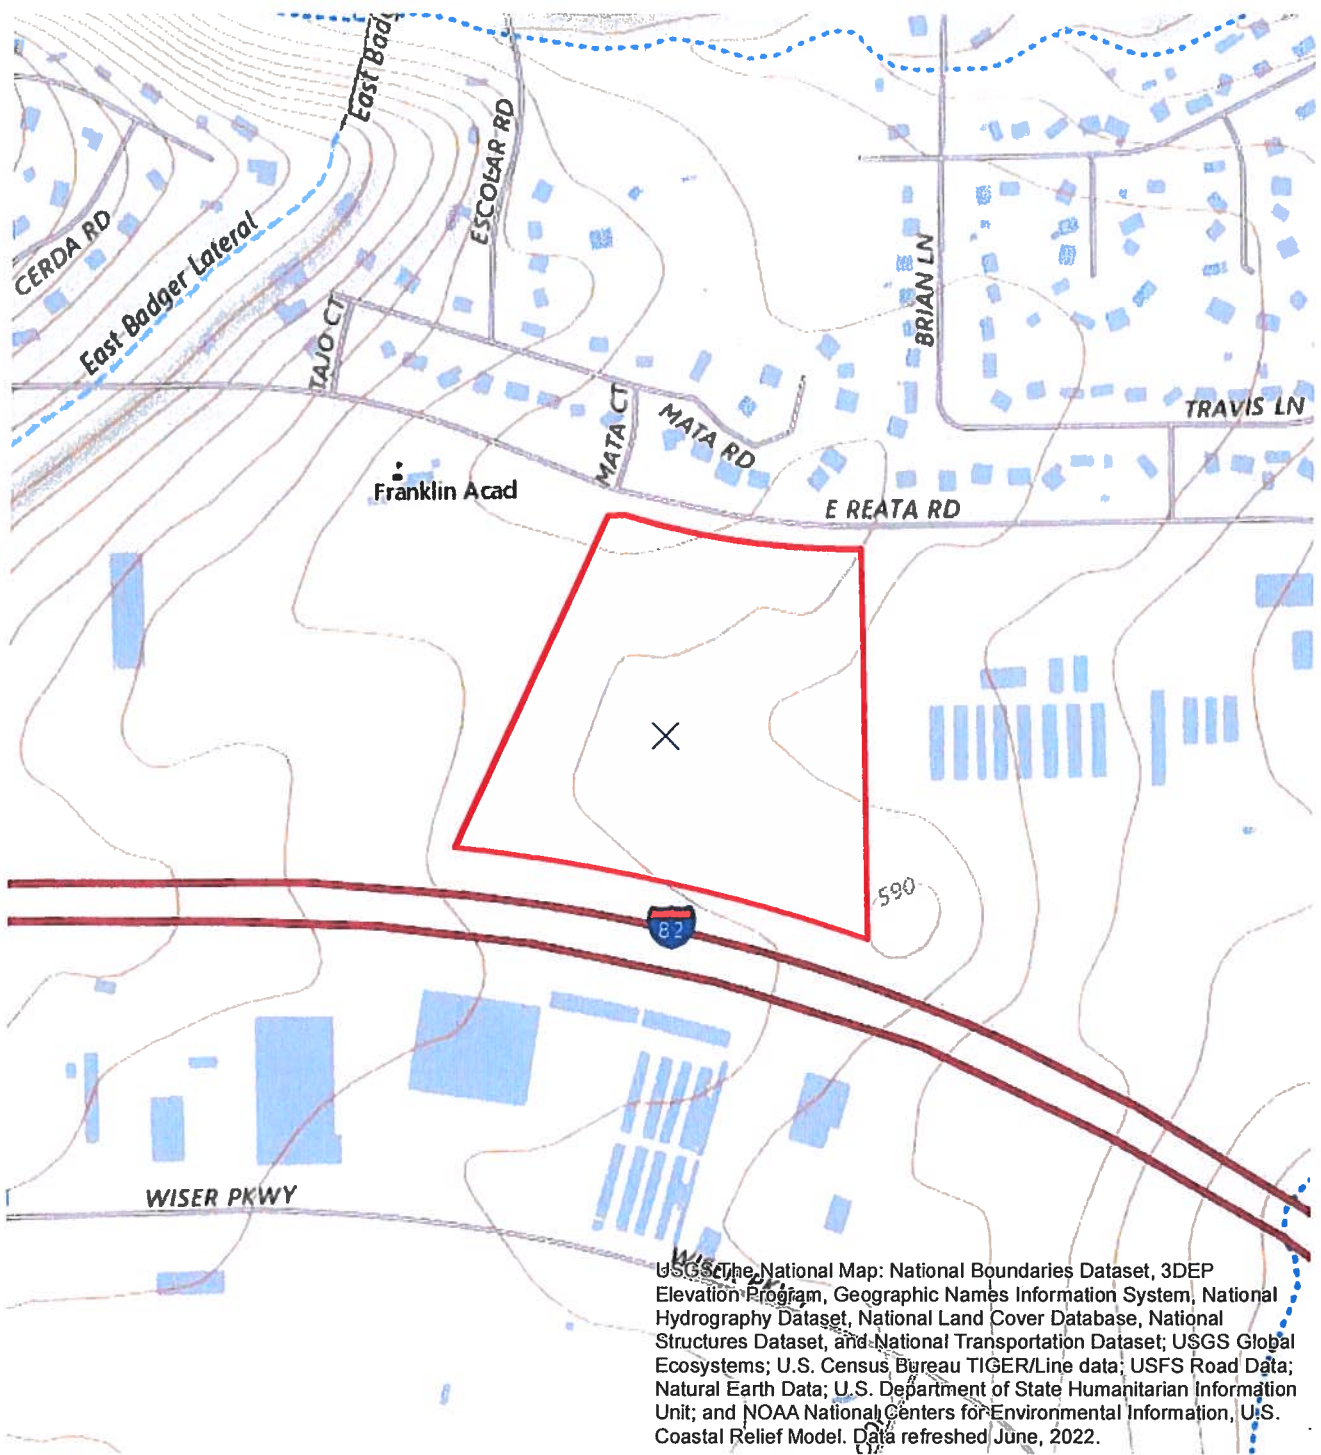 East Badg
ESCOLAR RD
CERDA RD
East Badger Lateral
TAJO CT
BRIAN LN
MATA CT
MATA RD
TRAVIS LN
Franklin Acad
E REATA RD
590
82
WISER PKWY
WISER PKWY
USGS The National Map: National Boundaries Dataset, 3DEP
Elevation Program, Geographic Names Information System, National
Hydrography Dataset, National Land Cover Database, National
Structures Dataset, and National Transportation Dataset; USGS Global
Ecosystems; U.S. Census Bureau TIGER/Line data; USFS Road Data;
Natural Earth Data; U.S. Department of State Humanitarian Information
Unit; and NOAA National Centers for Environmental Information, U.S.
Coastal Relief Model. Data refreshed June, 2022.